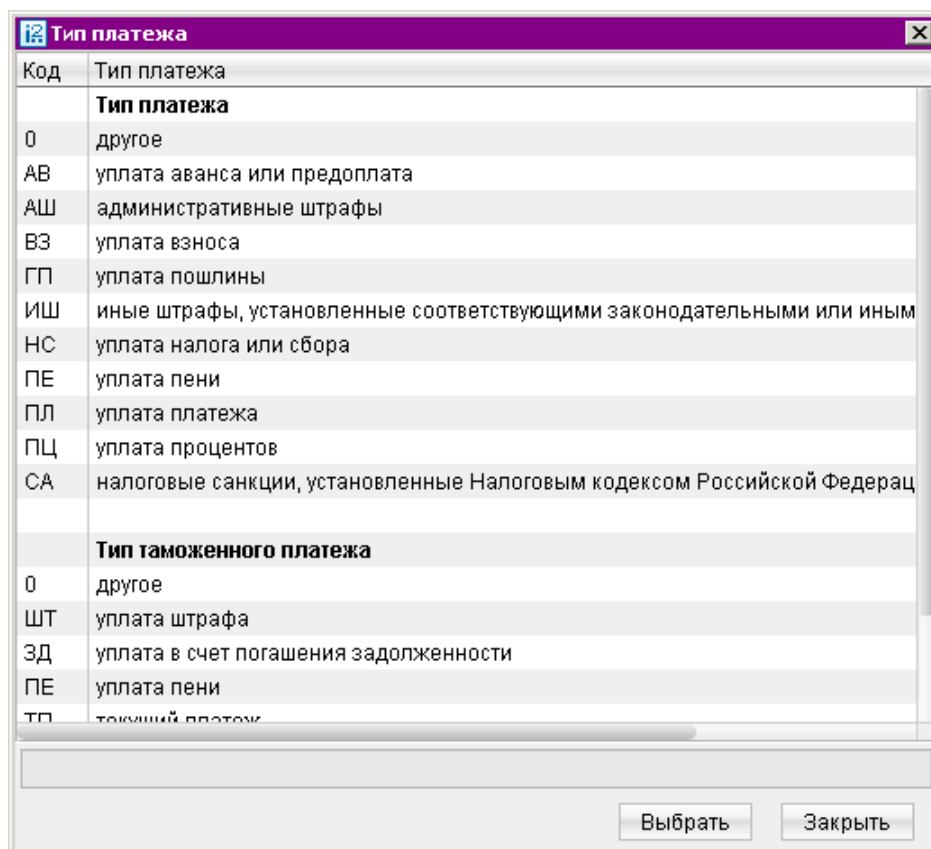 Тип платежа
Код Тип платежа
Тип платежа
0 другое
АВ уплата аванса или предоплата
АШ административные штрафы
ВЗ уплата взноса
ГП уплата пошлины
ИШ иные штрафы, установленные соответствующими законодательными или иным
НС уплата налога или сбора
ПЕ уплата пени
ПЛ уплата платежа
ПЦ уплата процентов
СА налоговые санкции, установленные Налоговым кодексом Российской Федерац
Тип таможенного платежа
0 другое
ШТ уплата штрафа
ЗД уплата в счет погашения задолженности
ПЕ уплата пени
ТП текущий платеж
Выбрать Закрыть